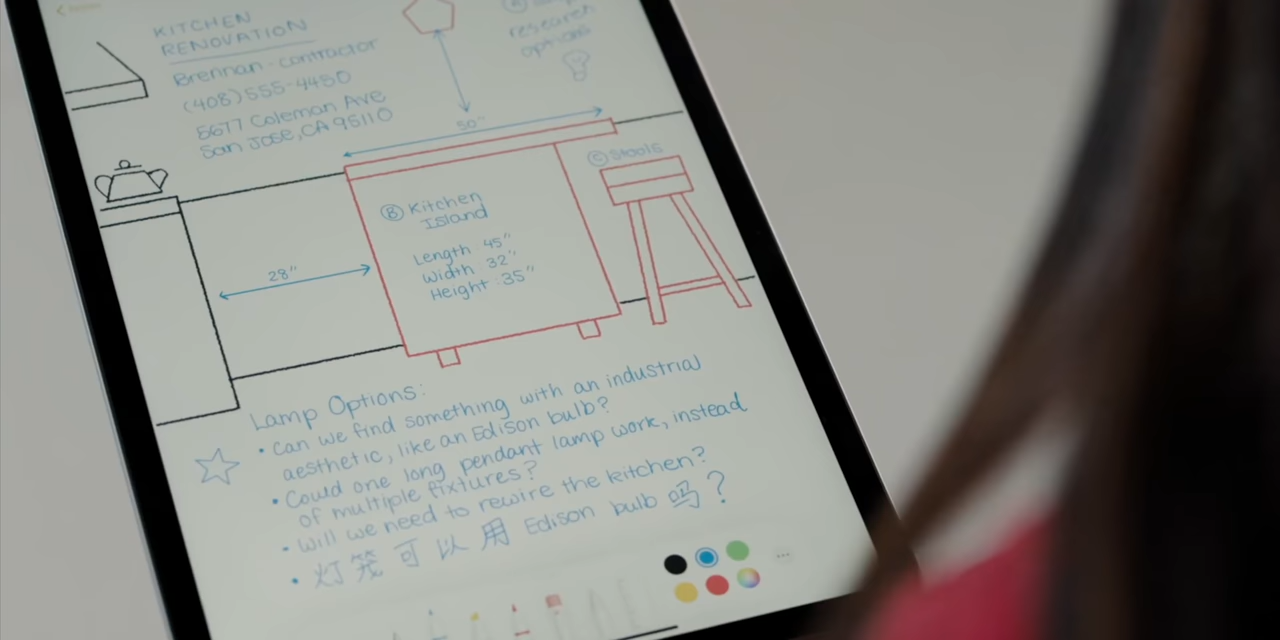 KITCHEN
RENOVATION
Brennan-contractor
(408)555-4480
5677 Coleman Ave
San Jose, CA 95110
research
options
50"
C Stools
B Kitchen
Island
Length 45"
Width 32"
Height 35"
28"
Lamp Options:
• Can we find something with an industrial
aesthetic, like an Edison bulb?
• Could one long pendant lamp work, instead
of multiple fixtures?
• Will we need to rewire the kitchen?
• 灯笼可以用 Edison bulb 吗?